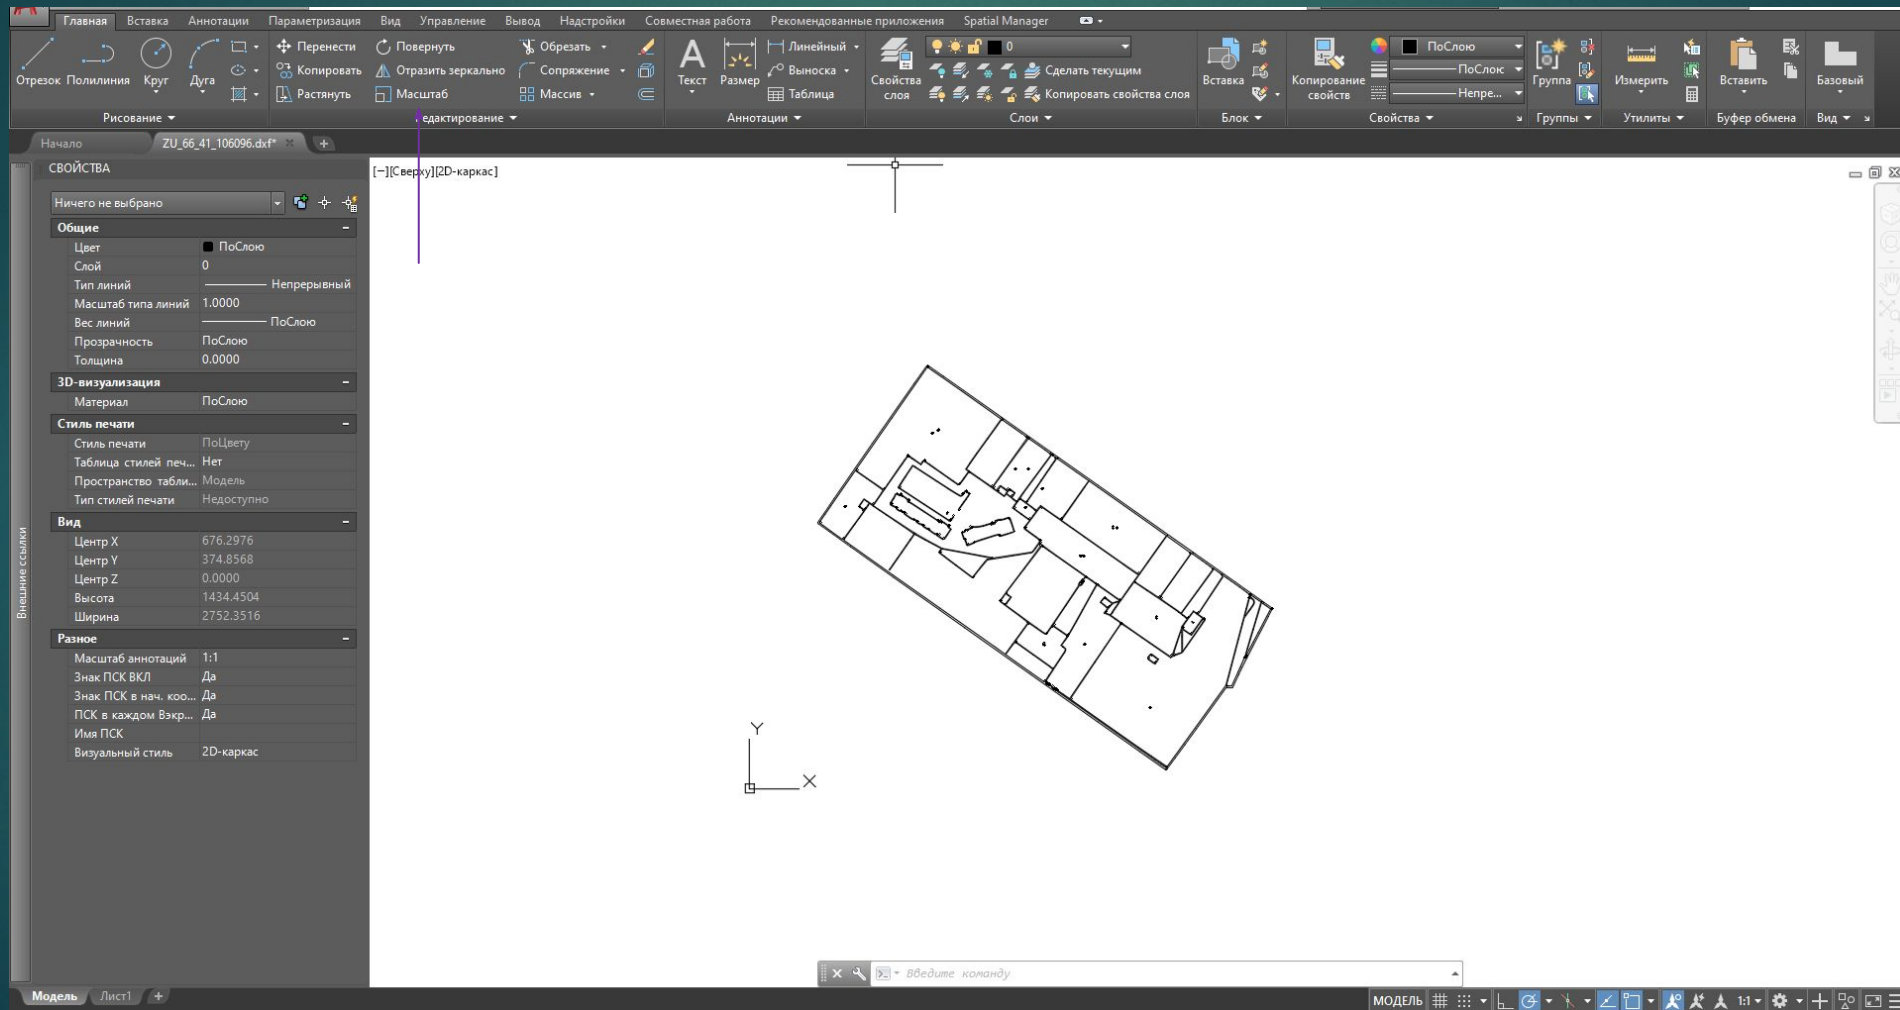 Главная Вставка Аннотации Параметризация Вид Управление Вывод Надстройки Совместная работа Рекомендованные приложения Spatial Manager
Отрезок Полилиния Круг Дуга
Перенести Повернуть Обрезать
Копировать Отразить зеркально Сопряжение
Растянуть Масштаб Массив
Текст Размер
Линейный
Выноска
Таблица
Свойства слоя
0
Сделать текущим
Копировать свойства слоя
Вставка
Копирование свойств
ПоСлою
ПоСлою
Непре...
Группа
Измерить
Вставить
Базовый
Рисование едактирование Аннотации Слои Блок Свойства Группы Утилиты Буфер обмена Вид
Начало ZU_66_41_106096.dxf* +
СВОЙСТВА
[−][Сверху][2D-каркас]
Ничего не выбрано
Общие
Цвет ПоСлою
Слой 0
Тип линий Непрерывный
Масштаб типа линий 1.0000
Вес линий ПоСлою
Прозрачность ПоСлою
Толщина 0.0000
3D-визуализация
Материал ПоСлою
Стиль печати
Стиль печати ПоЦвету
Таблица стилей печ... Нет
Пространство табли... Модель
Тип стилей печати Недоступно
Вид
Центр X 676.2976
Центр Y 374.8568
Центр Z 0.0000
Высота 1434.4504
Ширина 2752.3516
Разное
Масштаб аннотаций 1:1
Знак ПСК ВКЛ Да
Знак ПСК в нач. коо... Да
ПСК в каждом Вэкр... Да
Имя ПСК
Визуальный стиль 2D-каркас
Внешние ссылки
Y
X
Введите команду
Модель Лист1 +
МОДЕЛЬ 1:1